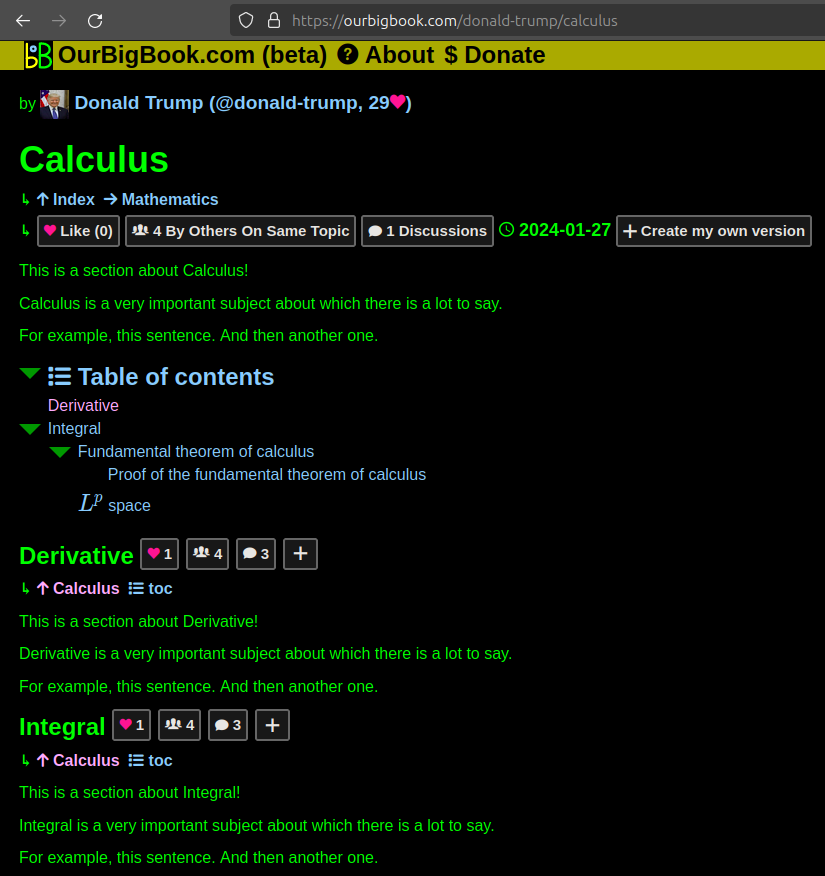 https://ourbigbook.com/donald-trump/calculus
OurBigBook.com (beta) ? About $ Donate
by Donald Trump (@donald-trump, 29♥)
Calculus
↳ ↑ Index → Mathematics
↳ ♥ Like (0) 4 By Others On Same Topic 1 Discussions 2024-01-27 + Create my own version
This is a section about Calculus!
Calculus is a very important subject about which there is a lot to say.
For example, this sentence. And then another one.
Table of contents
Derivative
Integral
Fundamental theorem of calculus
Proof of the fundamental theorem of calculus
Lᵖ space
Derivative ♥ 1 4 3 +
↳ ↑ Calculus toc
This is a section about Derivative!
Derivative is a very important subject about which there is a lot to say.
For example, this sentence. And then another one.
Integral ♥ 1 4 3 +
↳ ↑ Calculus toc
This is a section about Integral!
Integral is a very important subject about which there is a lot to say.
For example, this sentence. And then another one.